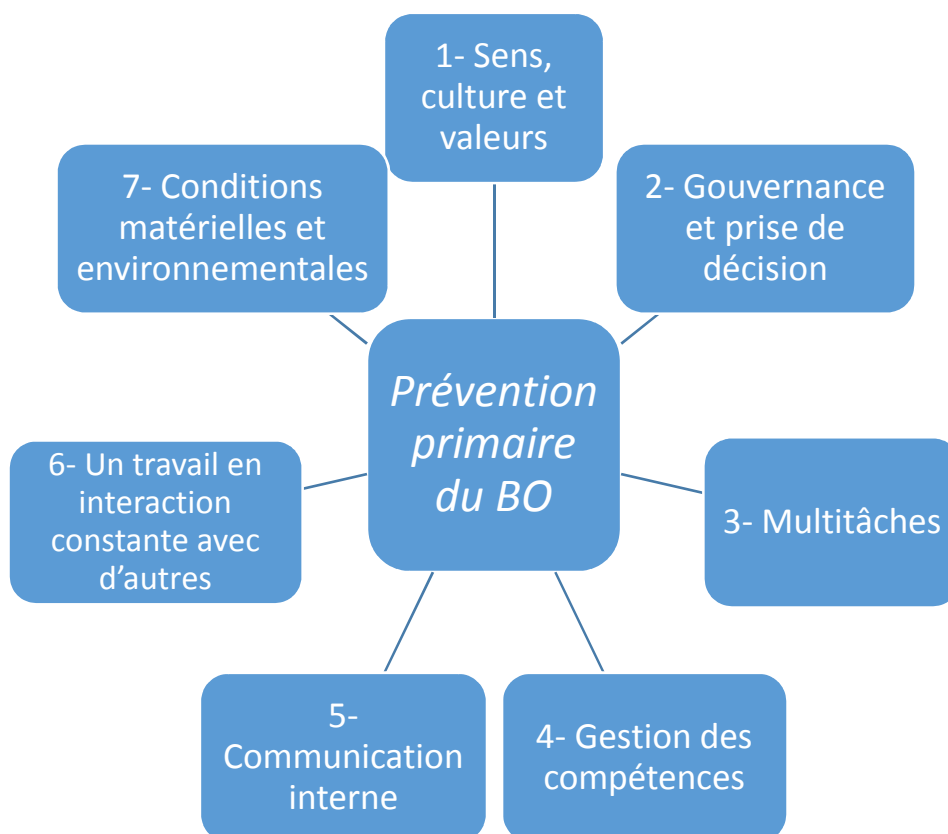 1- Sens,
culture et
valeurs
2- Gouvernance
et prise de
décision
3- Multitâches
4- Gestion des
compétences
5-
Communication
interne
6- Un travail en
interaction
constante avec
d’autres
7- Conditions
matérielles et
environnementales
Prévention
primaire
du BO